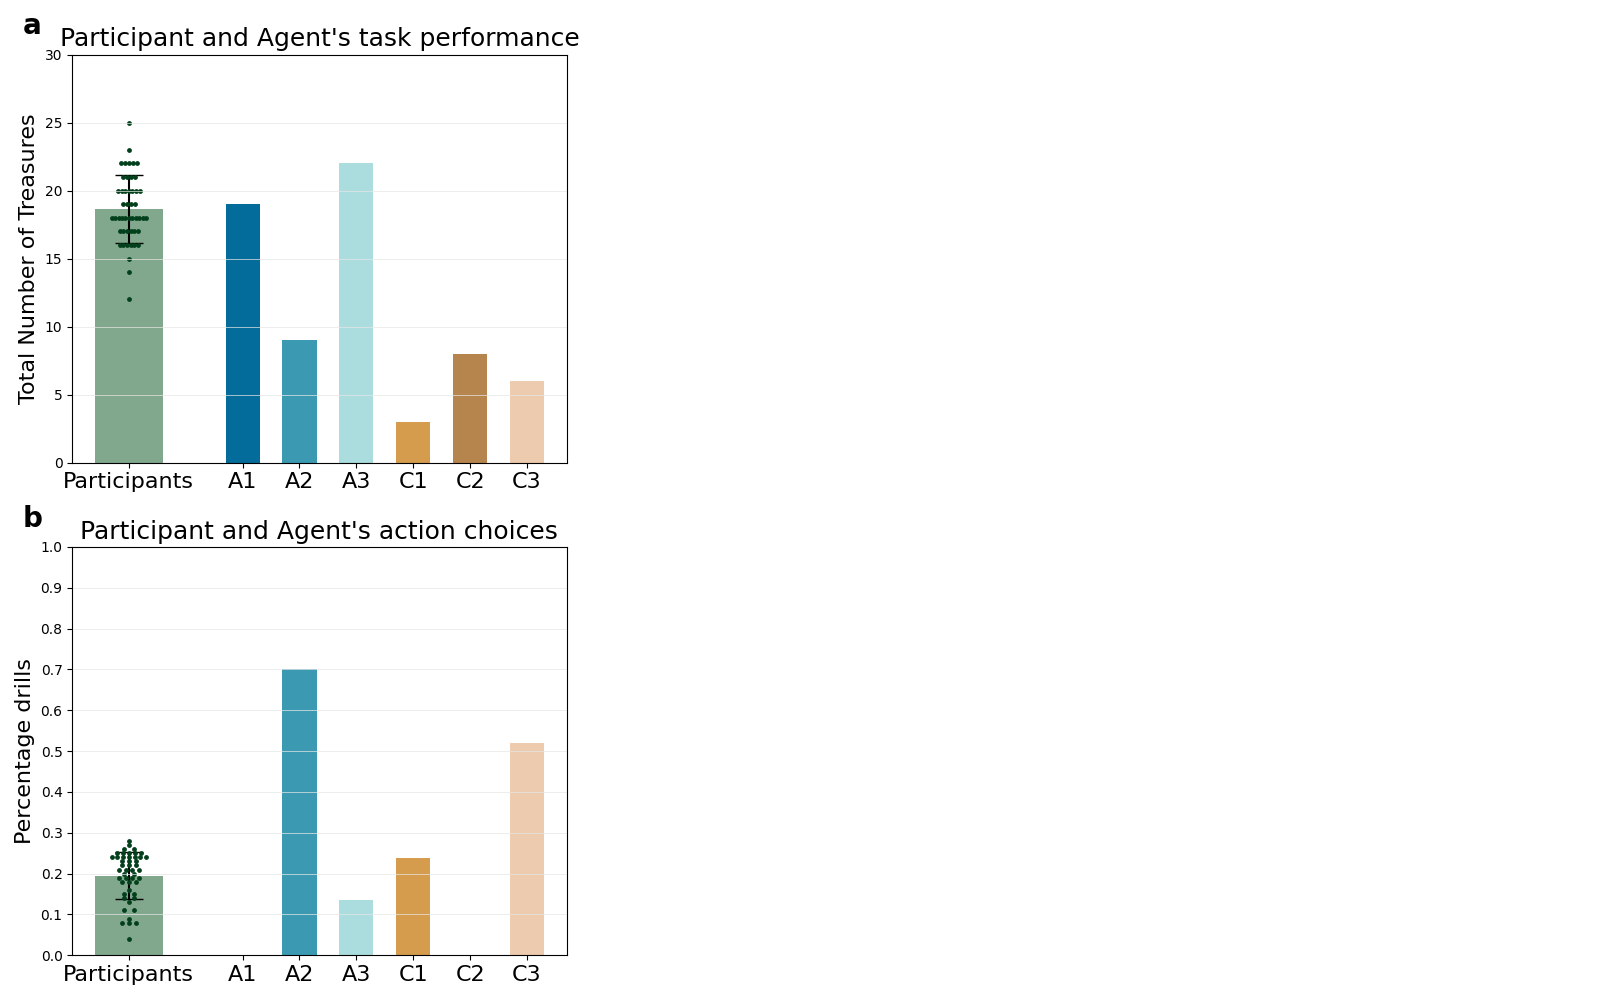 a
Participant and Agent's task performance
30
25
20
15
10
5
0
Total Number of Treasures
Participants A1 A2 A3 C1 C2 C3
b
Participant and Agent's action choices
1.0
0.9
0.8
0.7
0.6
0.5
0.4
0.3
0.2
0.1
0.0
Percentage drills
Participants A1 A2 A3 C1 C2 C3